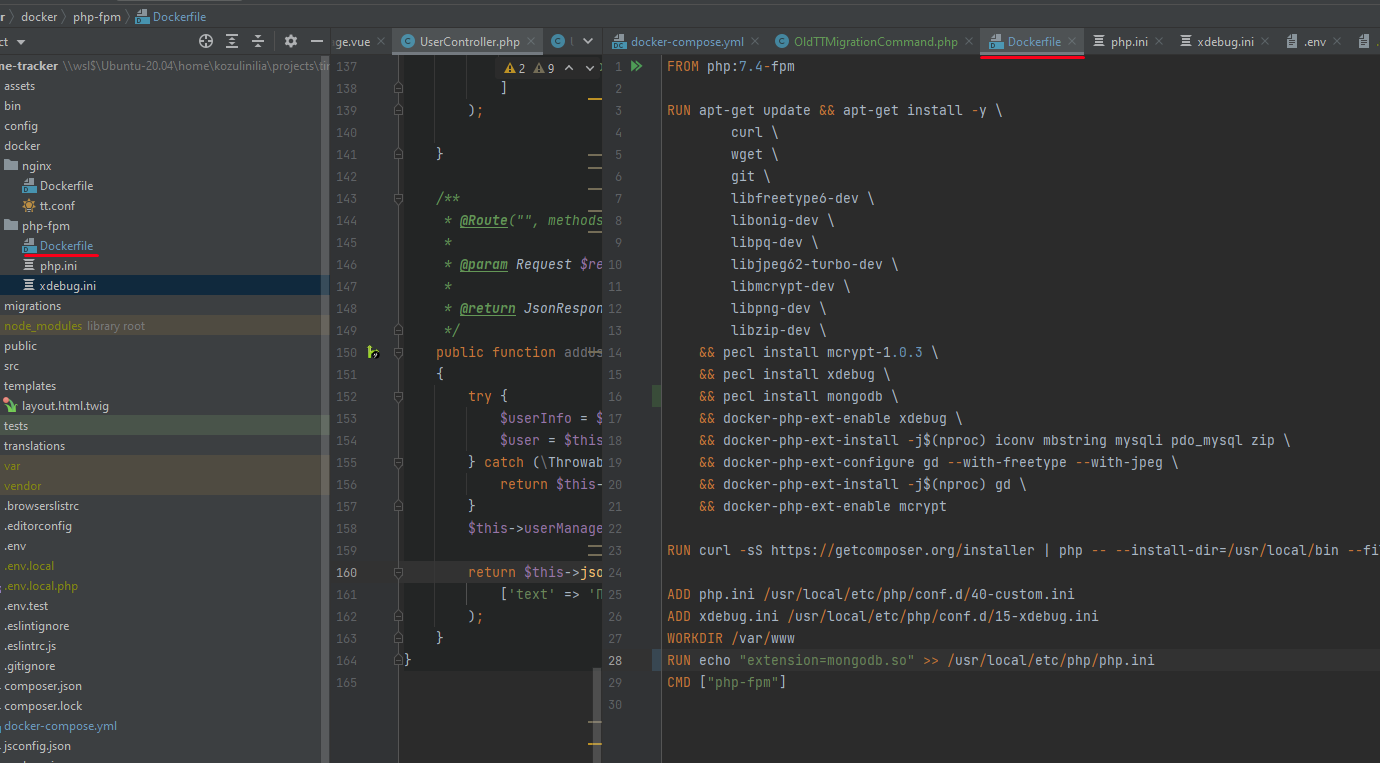 r docker php-fpm Dockerfile
ct
ge.vue UserController.php docker-compose.yml OldTTMigrationCommand.php Dockerfile php.ini xdebug.ini .env
me-tracker \\wsl$\Ubuntu-20.04\home\kozulinilia\projects\tir
assets
bin
config
docker
nginx
Dockerfile
tt.conf
php-fpm
Dockerfile
php.ini
xdebug.ini
migrations
node_modules library root
public
src
templates
layout.html.twig
tests
translations
var
vendor
.browserslistrc
.editorconfig
.env
.env.local
.env.local.php
.env.test
.eslintignore
.eslintrc.js
.gitignore
composer.json
composer.lock
docker-compose.yml
jsconfig.json
2 9
137
138 ]
139 );
140
141 }
142
143 /**
144 * @Route("", methods
145 *
146 * @param Request $re
147 *
148 * @return JsonRespon
149 */
150 public function addUs
151 {
152 try {
153 $userInfo = $
154 $user = $this
155 } catch (\Throwab
156 return $this-
157 }
158 $this->userManage
159
160 return $this->jso
161 ['text' => 'П
162 );
163 }
164 }
165
1 FROM php:7.4-fpm
2
3 RUN apt-get update && apt-get install -y \
4 curl \
5 wget \
6 git \
7 libfreetype6-dev \
8 libonig-dev \
9 libpq-dev \
10 libjpeg62-turbo-dev \
11 libmcrypt-dev \
12 libpng-dev \
13 libzip-dev \
14 && pecl install mcrypt-1.0.3 \
15 && pecl install xdebug \
16 && pecl install mongodb \
17 && docker-php-ext-enable xdebug \
18 && docker-php-ext-install -j$(nproc) iconv mbstring mysqli pdo_mysql zip \
19 && docker-php-ext-configure gd --with-freetype --with-jpeg \
20 && docker-php-ext-install -j$(nproc) gd \
21 && docker-php-ext-enable mcrypt
22
23 RUN curl -sS https://getcomposer.org/installer | php -- --install-dir=/usr/local/bin --fil
24
25 ADD php.ini /usr/local/etc/php/conf.d/40-custom.ini
26 ADD xdebug.ini /usr/local/etc/php/conf.d/15-xdebug.ini
27 WORKDIR /var/www
28 RUN echo "extension=mongodb.so" >> /usr/local/etc/php/php.ini
29 CMD ["php-fpm"]
30